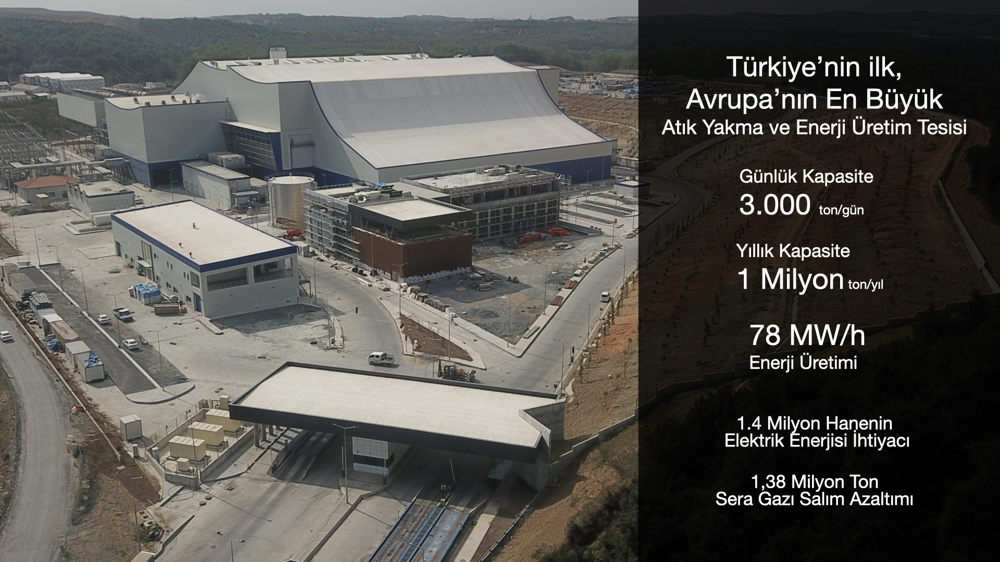 Türkiye’nin ilk,
Avrupa’nın En Büyük
Atık Yakma ve Enerji Üretim Tesisi
Günlük Kapasite
3.000 ton/gün
Yıllık Kapasite
1 Milyon ton/yıl
78 MW/h
Enerji Üretimi
1.4 Milyon Hanenin
Elektrik Enerjisi İhtiyacı
1,38 Milyon Ton
Sera Gazı Salım Azaltımı